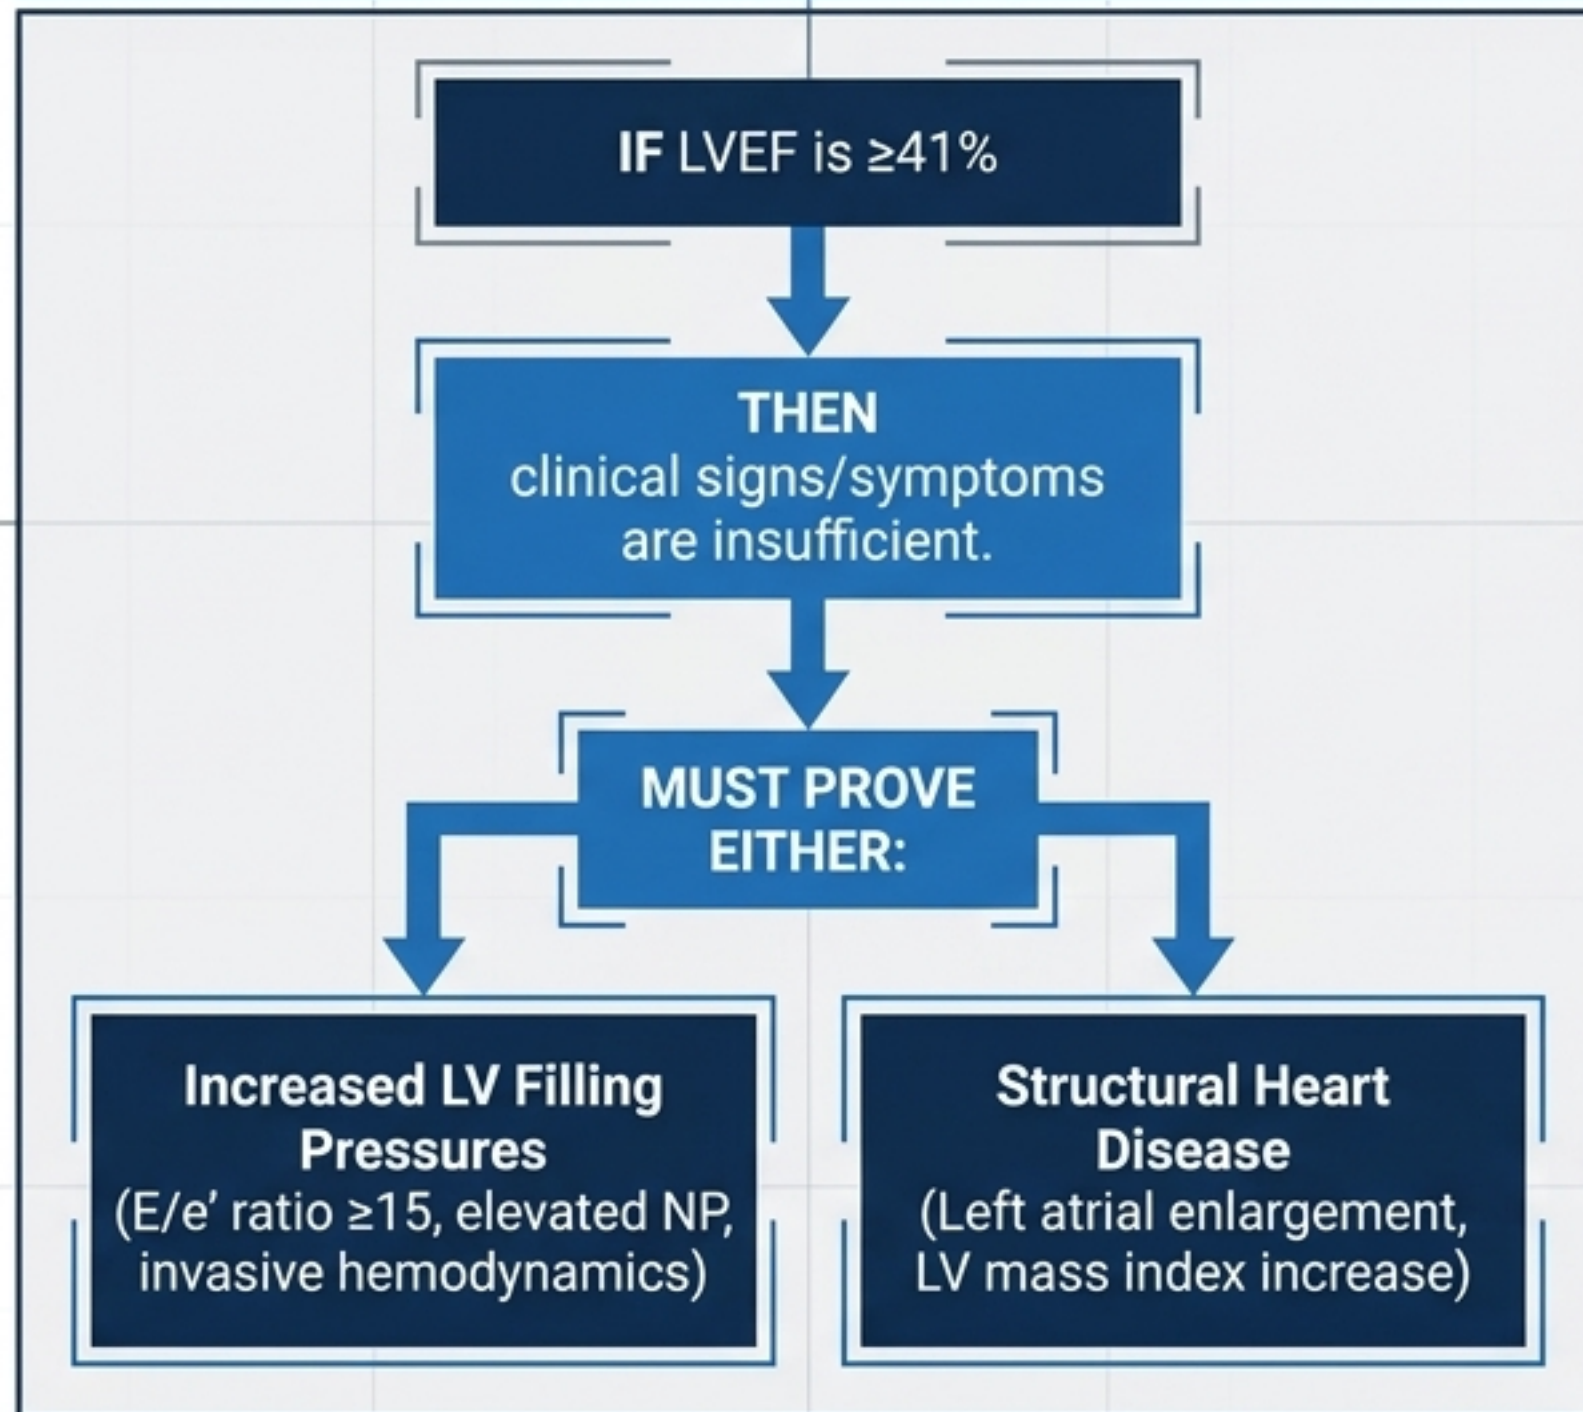 IF LVEF is ≥41%
THEN
clinical signs/symptoms
are insufficient.
MUST PROVE
EITHER:
Increased LV Filling
Pressures
(E/e’ ratio ≥15, elevated NP,
invasive hemodynamics)
Structural Heart
Disease
(Left atrial enlargement,
LV mass index increase)